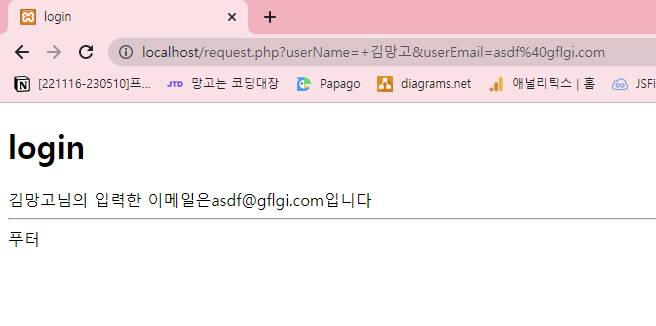 login
localhost/request.php?userName=+김망고&userEmail=asdf%40gflgi.com
[221116-230510]프... JTD 망고는 코딩대장 Papago diagrams.net 애널리틱스 | 홈 JSFi
login
김망고님의 입력한 이메일은asdf@gflgi.com입니다
푸터